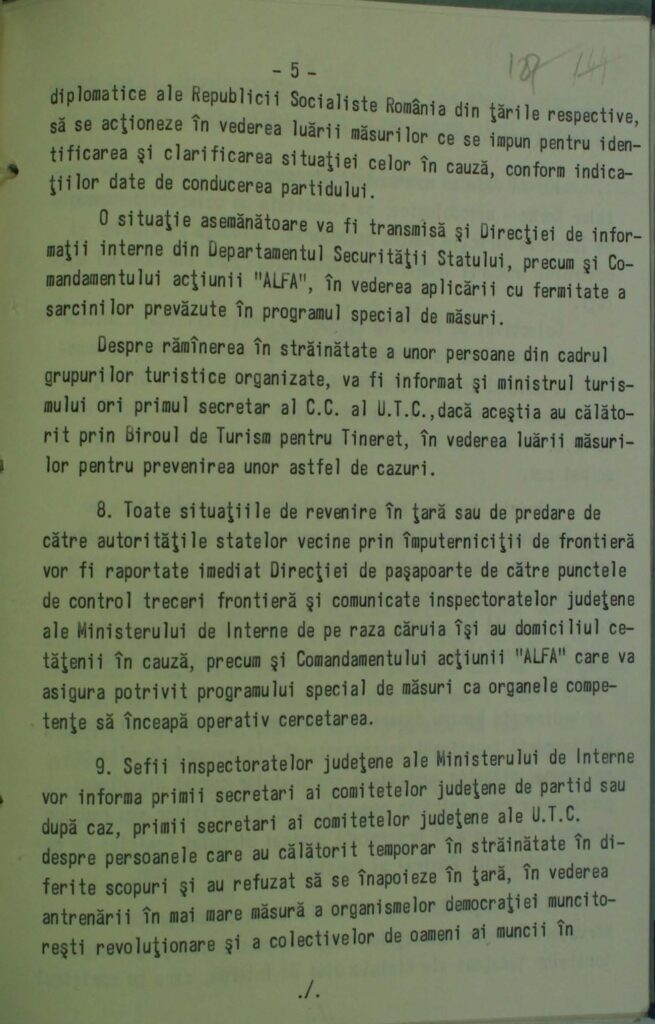 - 5 -
diplomatice ale Republicii Socialiste România din ţările respective,
să se acţioneze în vederea luării măsurilor ce se impun pentru iden-
tificarea şi clarificarea situaţiei celor în cauză, conform indica-
ţiilor date de conducerea partidului.
O situaţie asemănătoare va fi transmisă şi Direcţiei de infor-
maţii interne din Departamentul Securităţii Statului, precum şi Co-
mandamentului acţiunii "ALFA", în vederea aplicării cu fermitate a
sarcinilor prevăzute în programul special de măsuri.
Despre rămînerea în străinătate a unor persoane din cadrul
grupurilor turistice organizate, va fi informat şi ministrul turis-
mului ori primul secretar al C.C. al U.T.C.,dacă aceştia au călăto-
rit prin Biroul de Turism pentru Tineret, în vederea luării măsuri-
lor pentru prevenirea unor astfel de cazuri.
8. Toate situaţiile de revenire în ţară sau de predare de
către autorităţile statelor vecine prin împuterniciţii de frontieră
vor fi raportate imediat Direcţiei de paşapoarte de către punctele
de control treceri frontieră şi comunicate inspectoratelor judeţene
ale Ministerului de Interne de pe raza căruia îşi au domiciliul ce-
tăţenii în cauză, precum şi Comandamentului acţiunii "ALFA" care va
asigura potrivit programului special de măsuri ca organele compe-
tenţe să înceapă operativ cercetarea.
9. Sefii inspectoratelor judeţene ale Ministerului de Interne
vor informa primii secretari ai comitetelor judeţene de partid sau
după caz, primii secretari ai comitetelor judeţene ale U.T.C.
despre persoanele care au călătorit temporar în străinătate în di-
ferite scopuri şi au refuzat să se înapoieze în ţară, în vederea
antrenării în mai mare măsură a organismelor democraţiei muncito-
reşti revoluţionare şi a colectivelor de oameni ai muncii în
./.